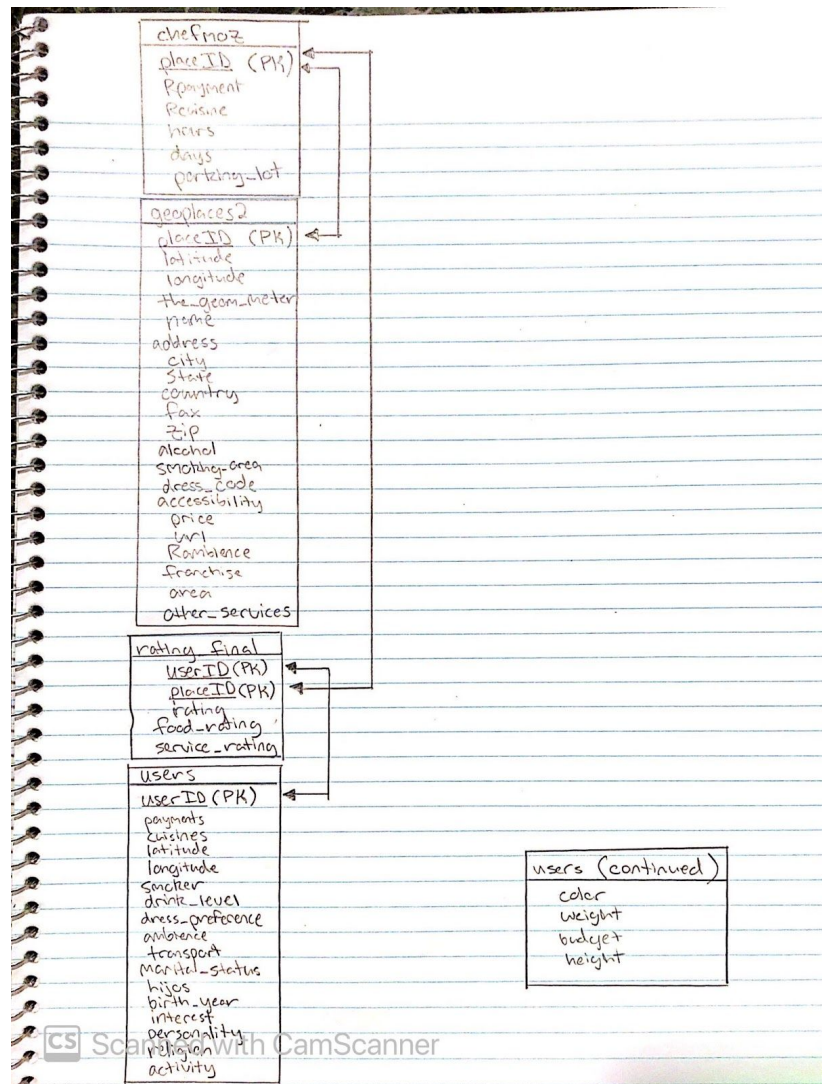 chefmoz
placeID (PK)
Rpayment
Rcuisine
hours
days
parking_lot
geoplaces2
placeID (PK)
latitude
longitude
the_geom_meter
name
address
city
state
country
fax
zip
alcohol
smoking_area
dress_code
accessibility
price
url
Rambience
franchise
area
other_services
rating_final
userID (PK)
placeID (PK)
rating
food_rating
service_rating
users
userID (PK)
payments
cuisines
latitude
longitude
smoker
drink_level
dress_preference
ambience
transport
marital_status
hijos
birth_year
interest
personality
religion
activity
users (continued)
color
weight
budget
height
CS Scanned with CamScanner